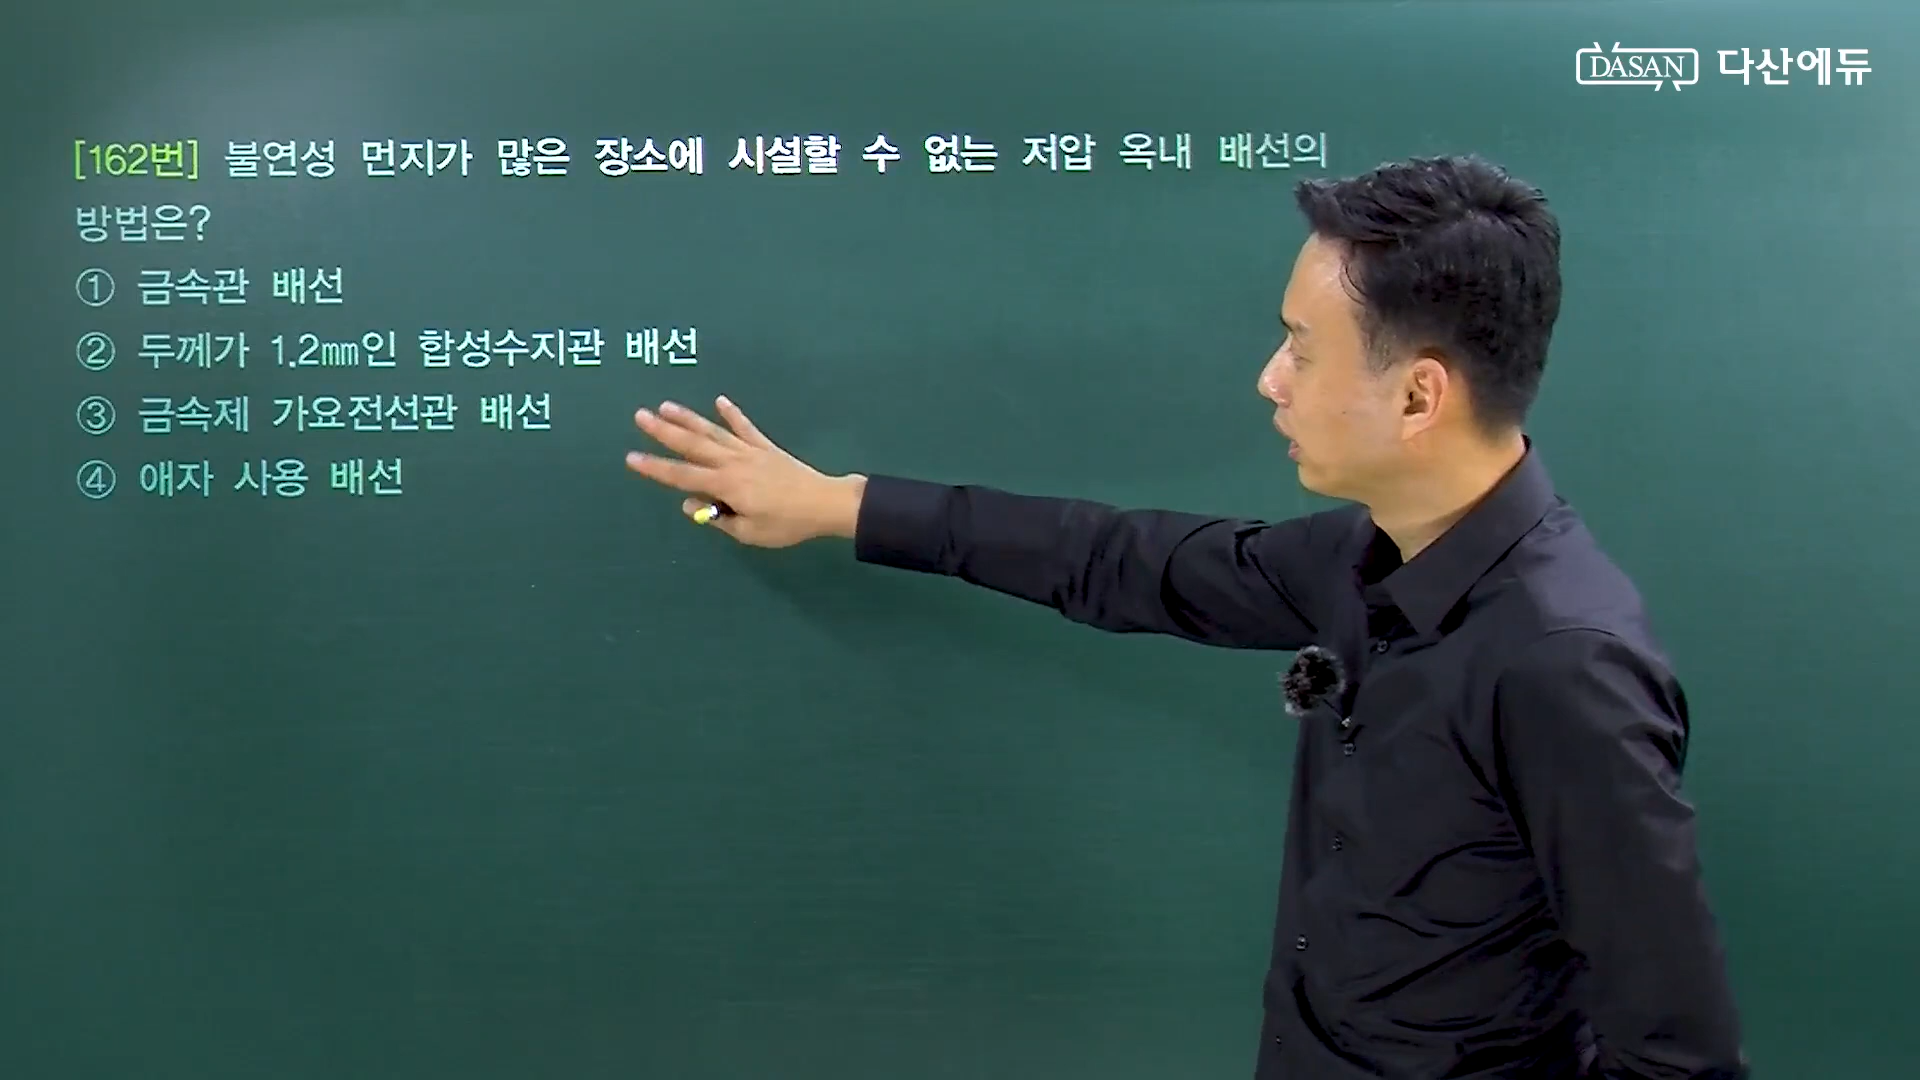 DASAN 다산에듀
[162번] 불연성 먼지가 많은 장소에 시설할 수 없는 저압 옥내 배선의
방법은?
① 금속관 배선
② 두께가 1.2㎜인 합성수지관 배선
③ 금속제 가요전선관 배선
④ 애자 사용 배선